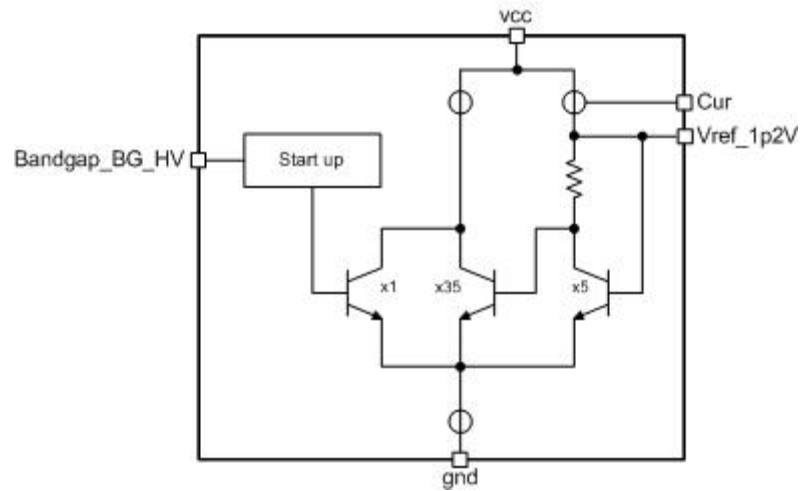 vcc
Cur
Vref_1p2V
Bandgap_BG_HV
Start up
x1
x35
x5
gnd